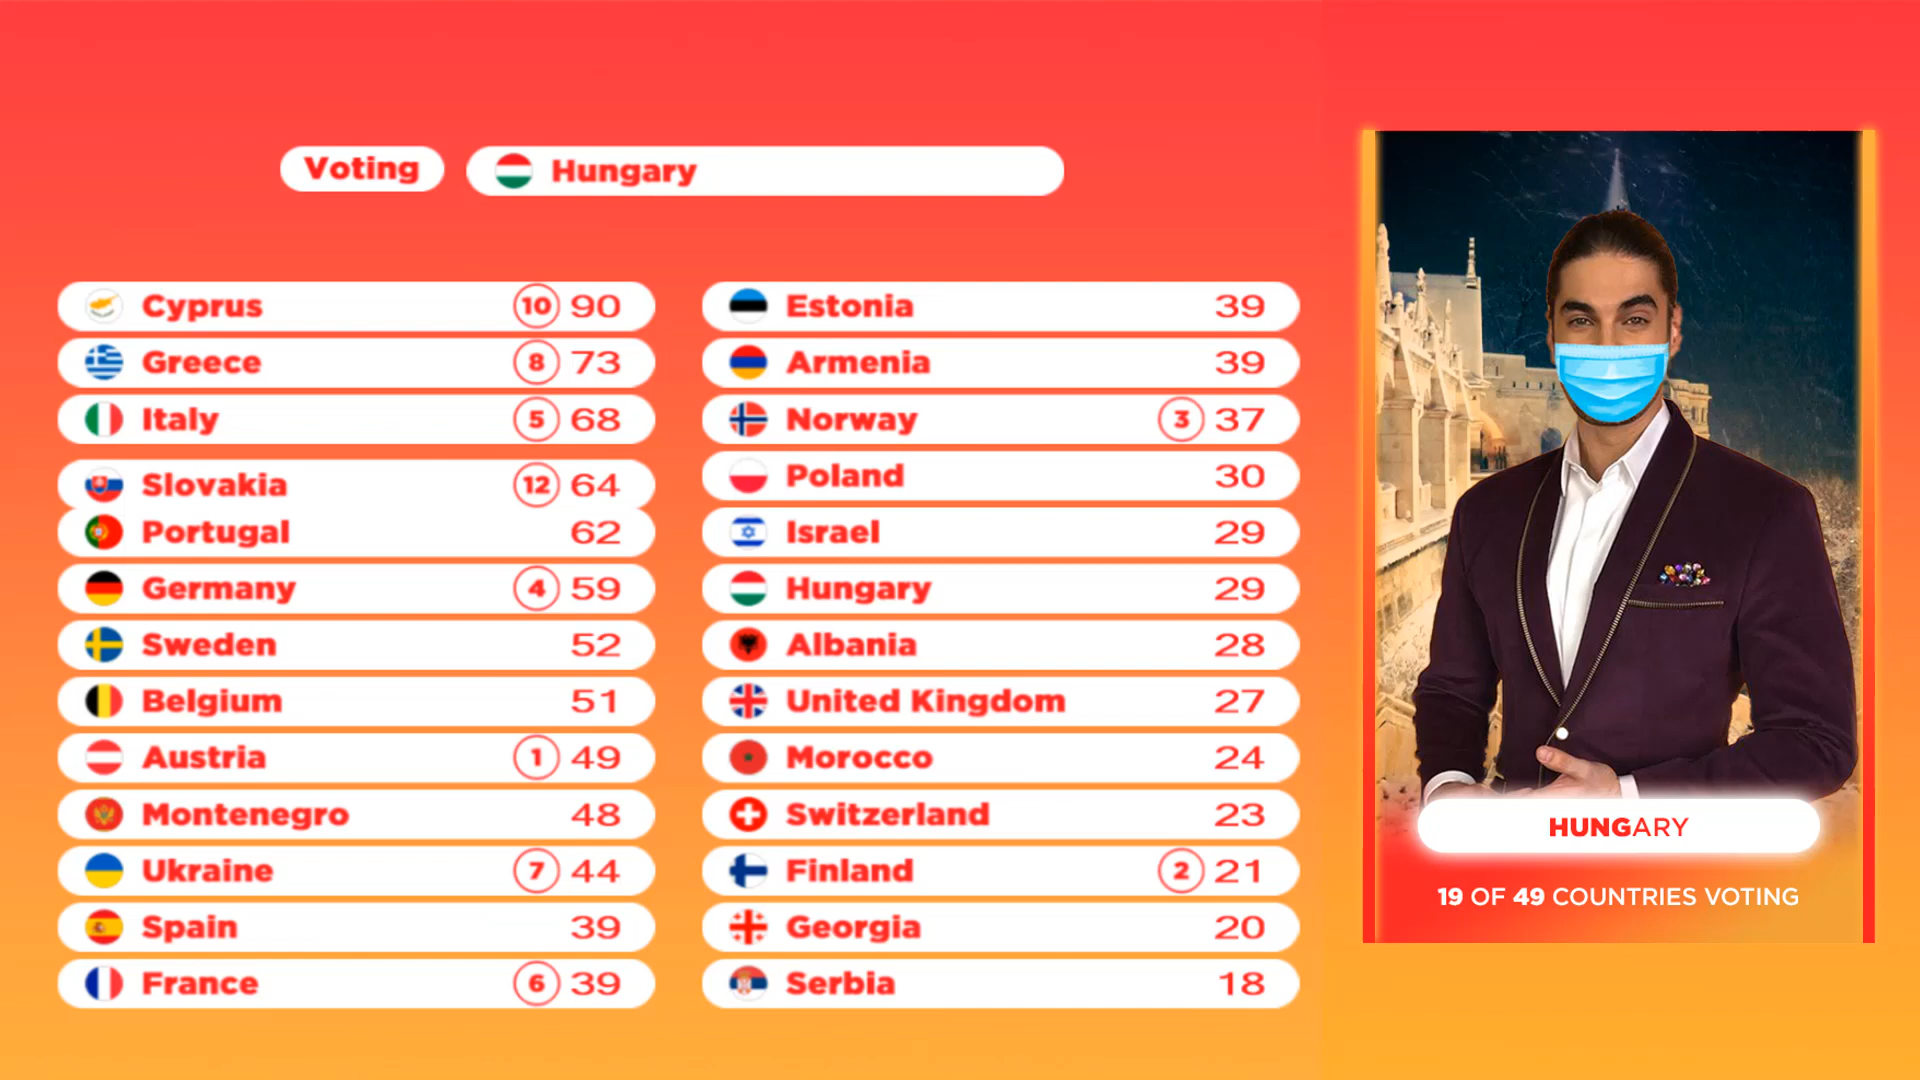 Voting Hungary
Cyprus 10 90
Greece 8 73
Italy 5 68
Slovakia 12 64
Portugal 62
Germany 4 59
Sweden 52
Belgium 51
Austria 1 49
Montenegro 48
Ukraine 7 44
Spain 39
France 6 39
Estonia 39
Armenia 39
Norway 3 37
Poland 30
Israel 29
Hungary 29
Albania 28
United Kingdom 27
Morocco 24
Switzerland 23
Finland 2 21
Georgia 20
Serbia 18
HUNGARY
19 OF 49 COUNTRIES VOTING